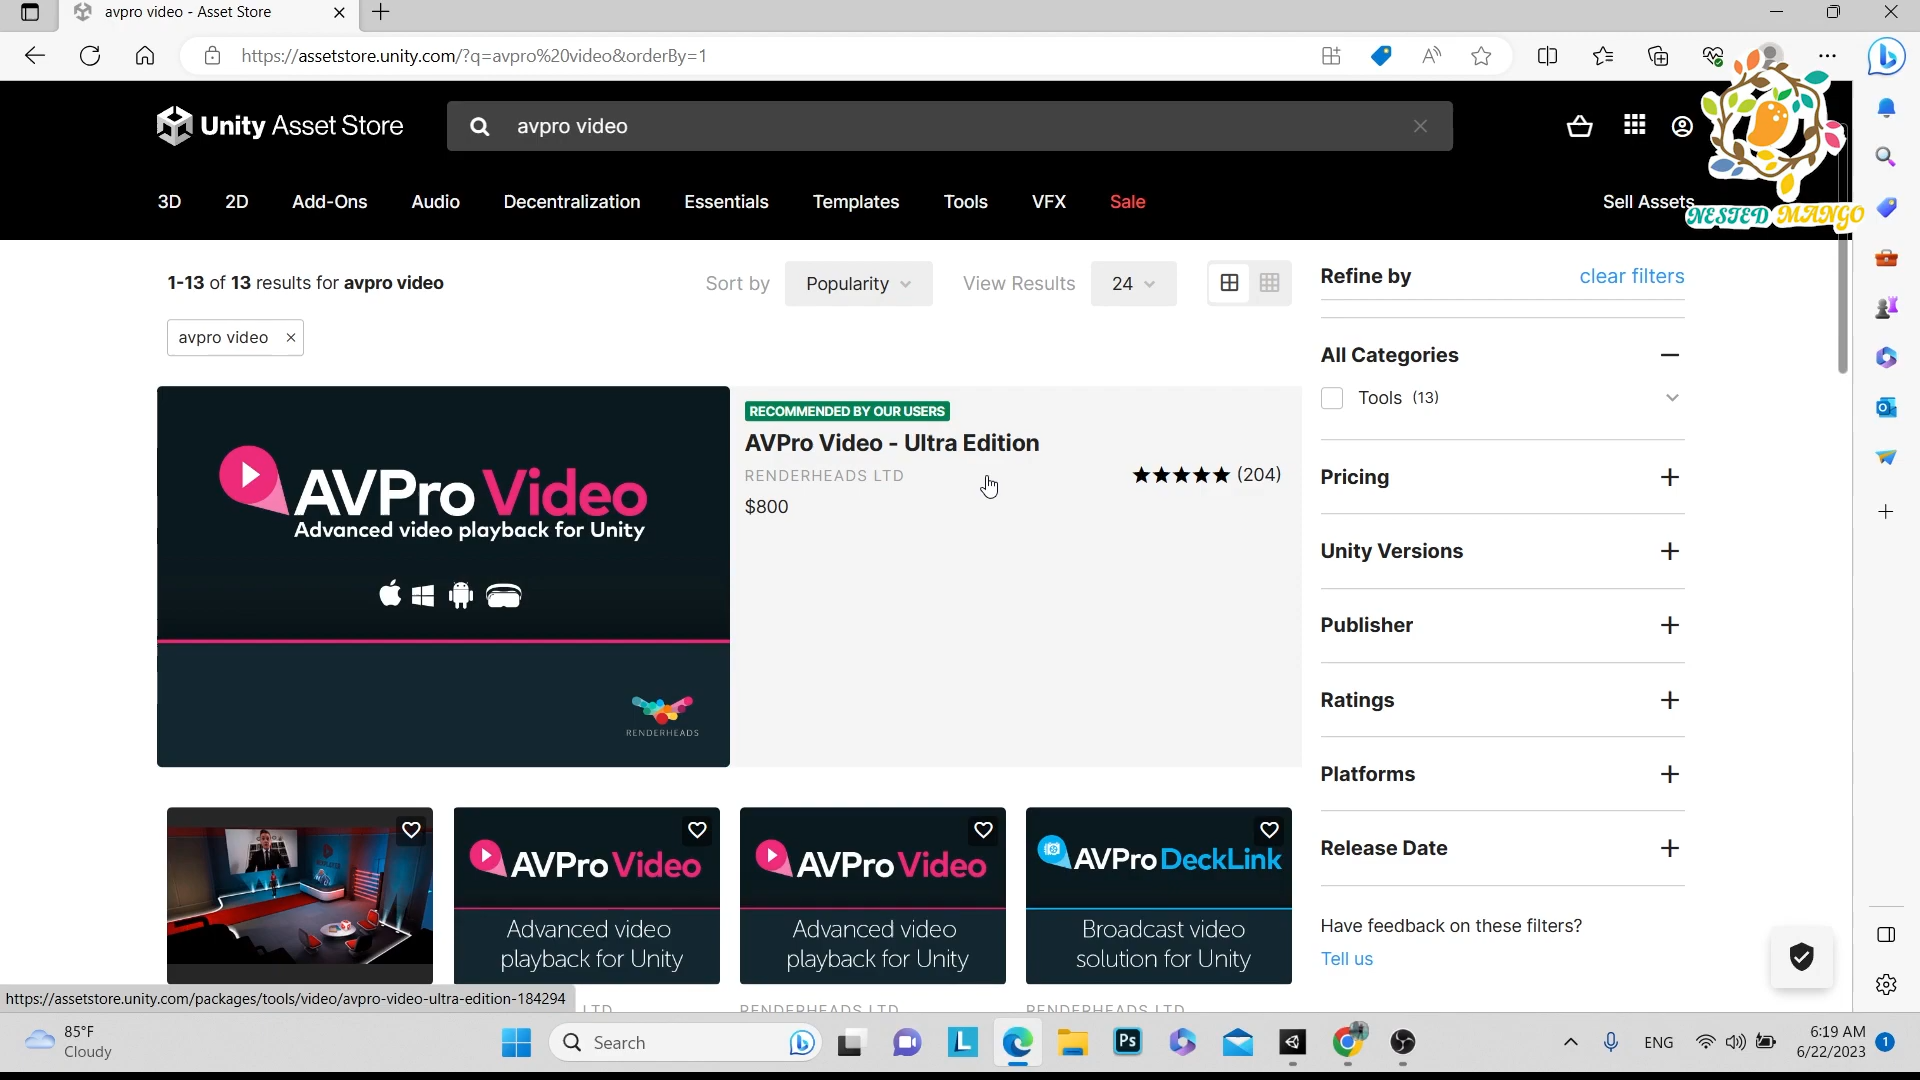 avpro video - Asset Store
https://assetstore.unity.com/?q=avpro%20video&orderBy=1
Unity Asset Store
avpro video
3D 2D Add-Ons Audio Decentralization Essentials Templates Tools VFX Sale
Sell Assets
NESTED MANGO
1-13 of 13 results for avpro video
Sort by Popularity View Results 24
avpro video ×
Refine by
clear filters
All Categories
Tools (13)
Pricing
Unity Versions
Publisher
Ratings
Platforms
Release Date
Have feedback on these filters?
Tell us
AVPro Video
Advanced video playback for Unity
RENDERHEADS
RECOMMENDED BY OUR USERS
AVPro Video - Ultra Edition
RENDERHEADS LTD
★★★★★ (204)
$800
AVPro Video
Advanced video
playback for Unity
AVPro Video
Advanced video
playback for Unity
AVPro DeckLink
Broadcast video
solution for Unity
LTD
RENDERHEADS LTD
RENDERHEADS LTD
https://assetstore.unity.com/packages/tools/video/avpro-video-ultra-edition-184294
85°F
Cloudy
Search
L
Ps
ENG
6:19 AM
6/22/2023
1